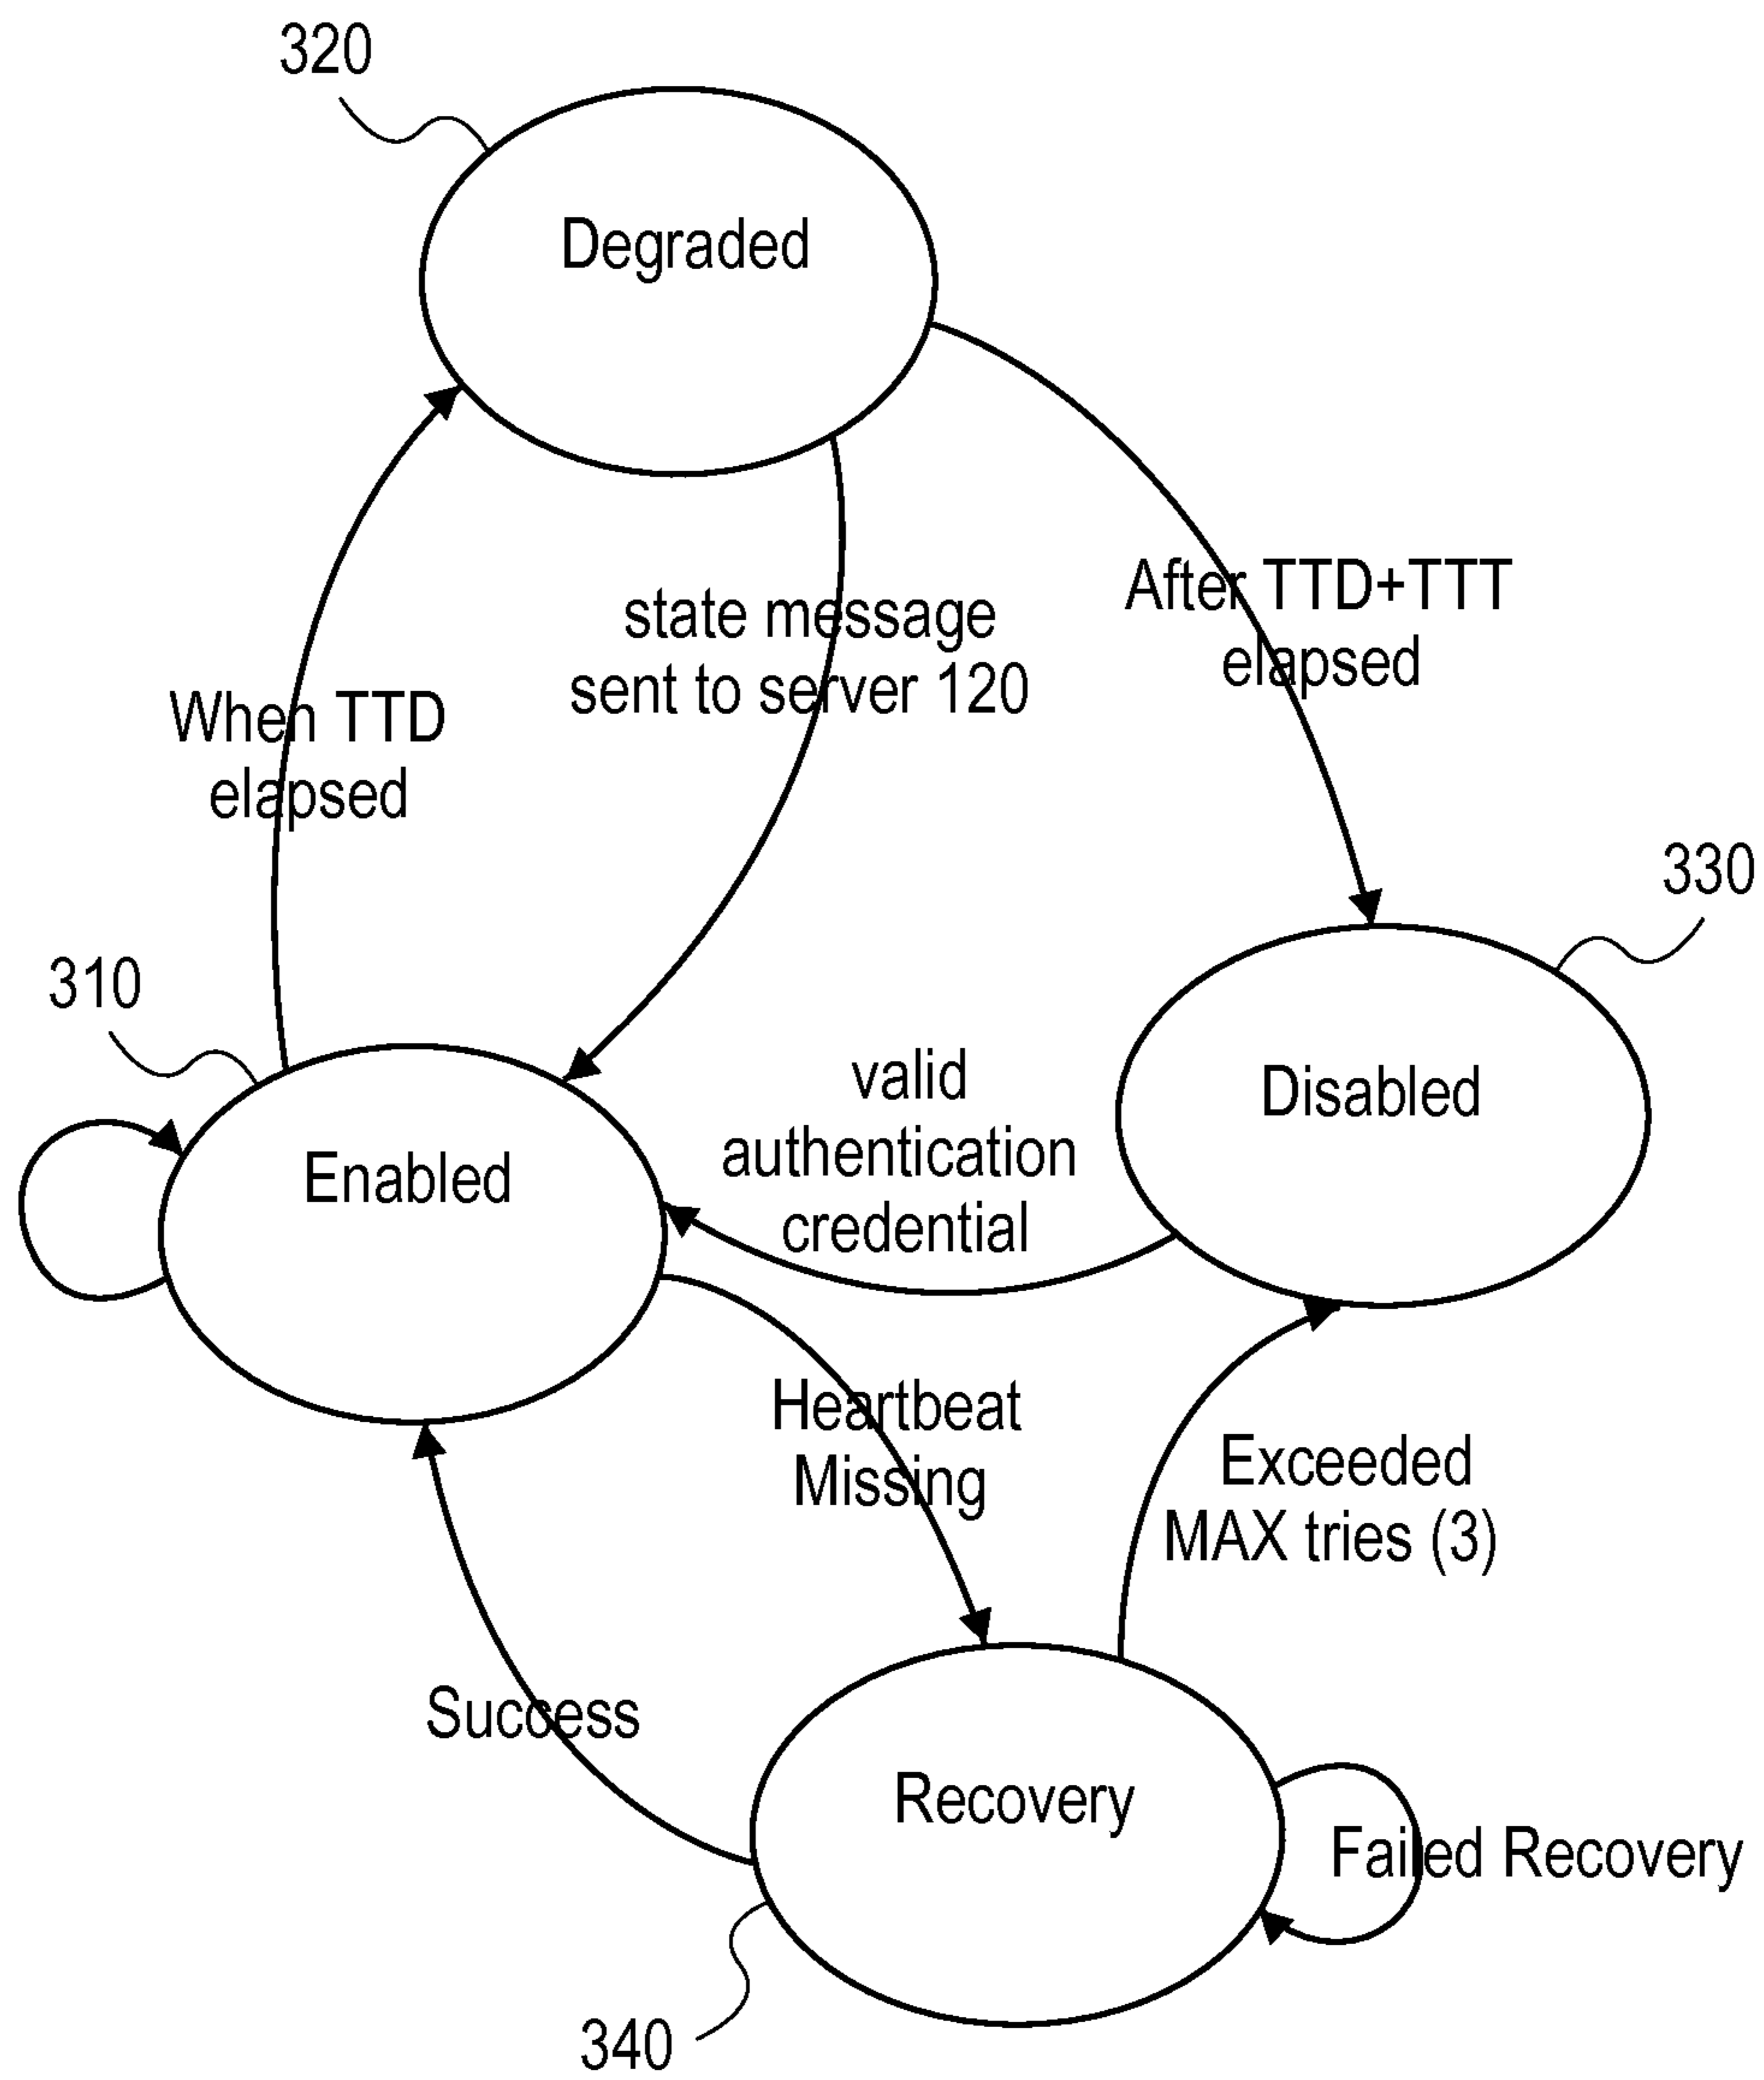 320
Degraded
state message
sent to server 120
After TTD+TTT
elapsed
When TTD
elapsed
330
310
Disabled
valid
authentication
credential
Enabled
Heartbeat
Missing
Exceeded
MAX tries (3)
Success
Recovery
Failed Recovery
340